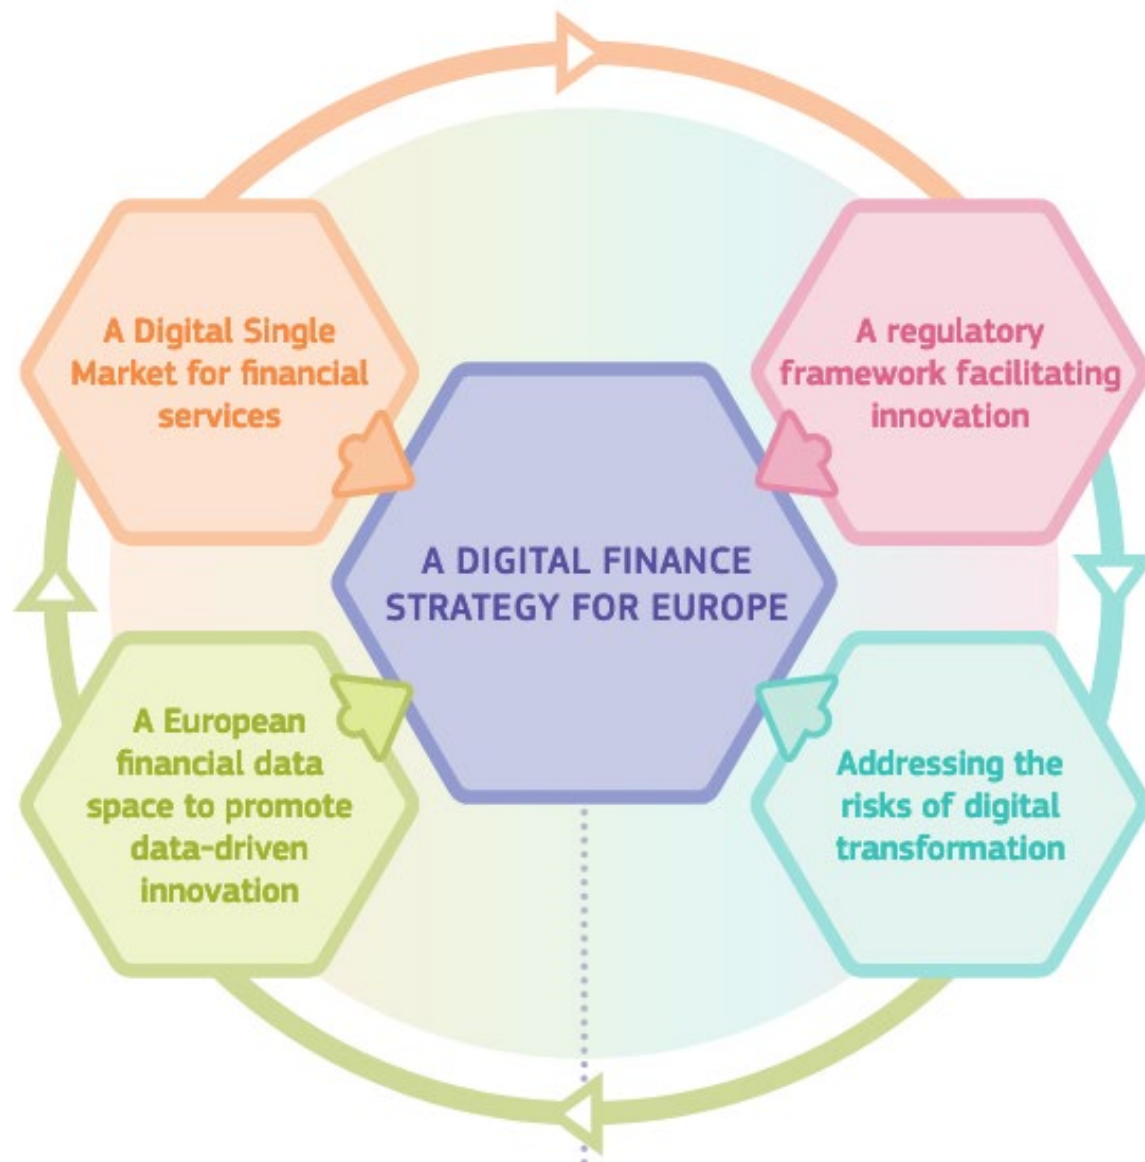 A Digital Single
Market for financial
services
A regulatory
framework facilitating
innovation
A DIGITAL FINANCE
STRATEGY FOR EUROPE
A European
financial data
space to promote
data-driven
innovation
Addressing the
risks of digital
transformation